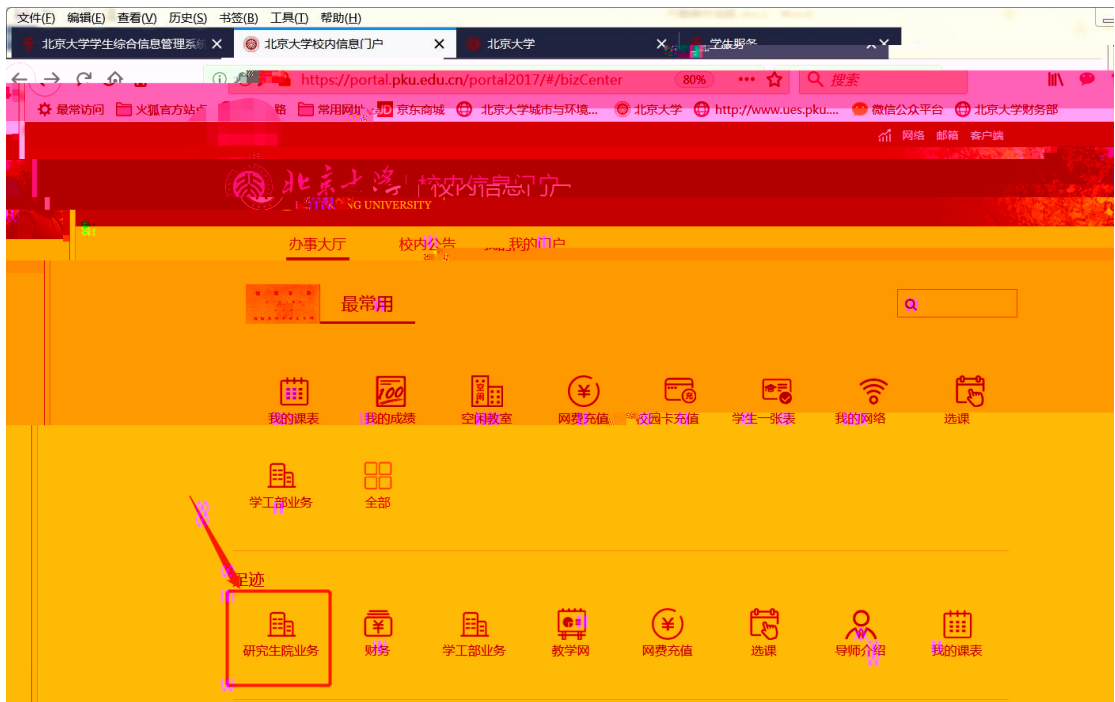 文件(F) 编辑(E) 查看(V) 历史(S) 书签(B) 工具(T) 帮助(H)
北京大学学生综合信息管理系统 北京大学校内信息门户 北京大学
https://portal.pku.edu.cn/portal2017/#/bizCenter 80% 搜索
最常访问 火狐官方站点 常用网址 京东商城 北京大学城市与环境... 北京大学 http://www.ues.pku.... 微信公众平台 北京大学财务部
网络 邮箱 客户端
北京大学 校内信息门户
UNIVERSITY
办事大厅 校内公告 我的门户
最常用
我的课表 我的成绩 空闲教室 网费充值 校园卡充值 学生一张表 我的网络 选课
学工部业务 全部
足迹
研究生院业务 财务 学工部业务 教学网 网费充值 选课 导师介绍 我的课表